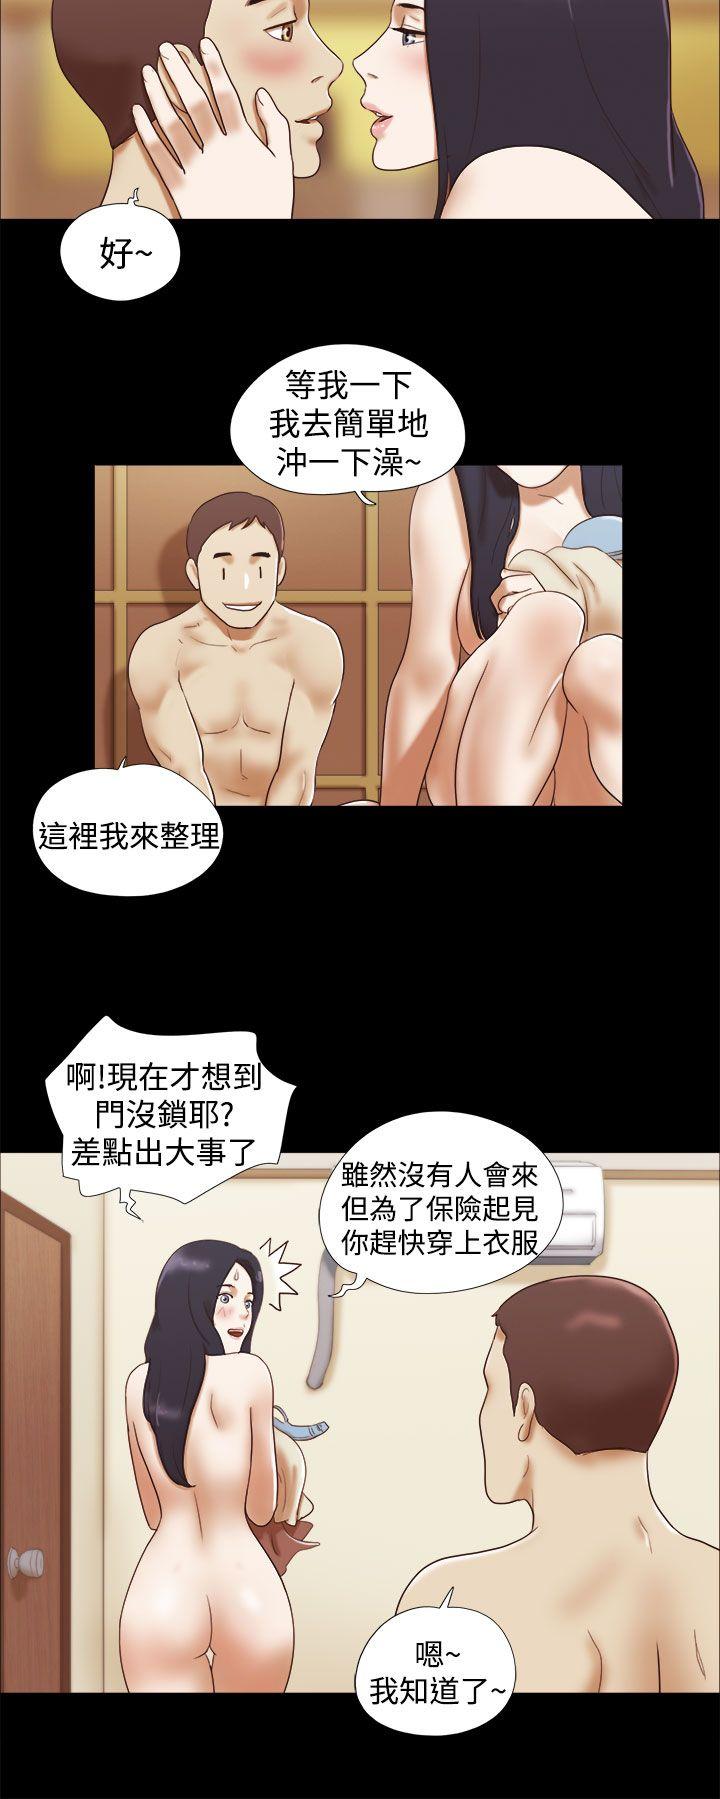 好~
等我一下
我去簡單地
沖一下澡~
這裡我來整理
啊!現在才想到
門沒鎖耶?
差點出大事了
雖然沒有人會來
但為了保險起見
你趕快穿上衣服
嗯~
我知道了~